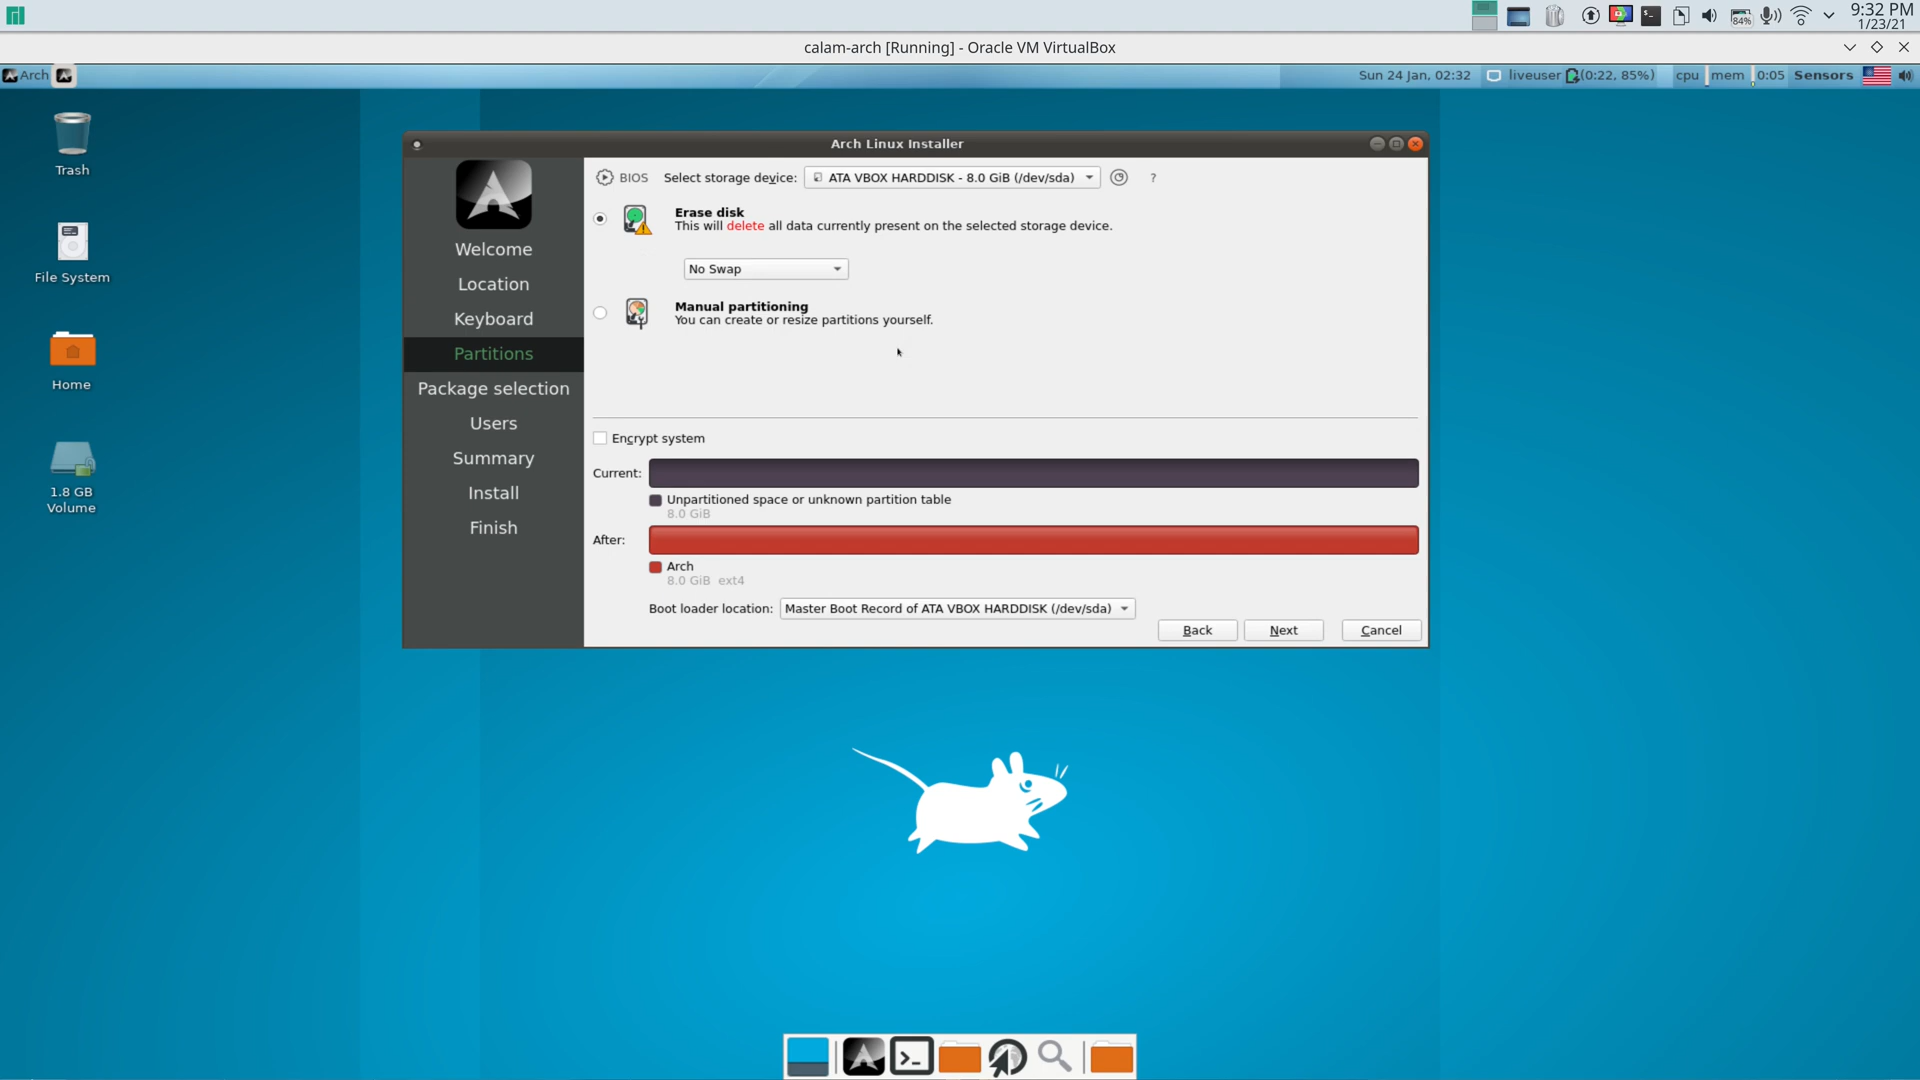 84%
9:32 PM
1/23/21
calam-arch [Running] - Oracle VM VirtualBox
Arch
Sun 24 Jan, 02:32
liveuser
(0:22, 85%)
cpu
mem
0:05
Sensors
Trash
File System
Home
1.8 GB
Volume
Arch Linux Installer
Welcome
Location
Keyboard
Partitions
Package selection
Users
Summary
Install
Finish
BIOS
Select storage device:
ATA VBOX HARDDISK - 8.0 GiB (/dev/sda)
?
Erase disk
This will delete all data currently present on the selected storage device.
No Swap
Manual partitioning
You can create or resize partitions yourself.
Encrypt system
Current:
Unpartitioned space or unknown partition table
8.0 GiB
After:
Arch
8.0 GiB ext4
Boot loader location:
Master Boot Record of ATA VBOX HARDDISK (/dev/sda)
Back
Next
Cancel